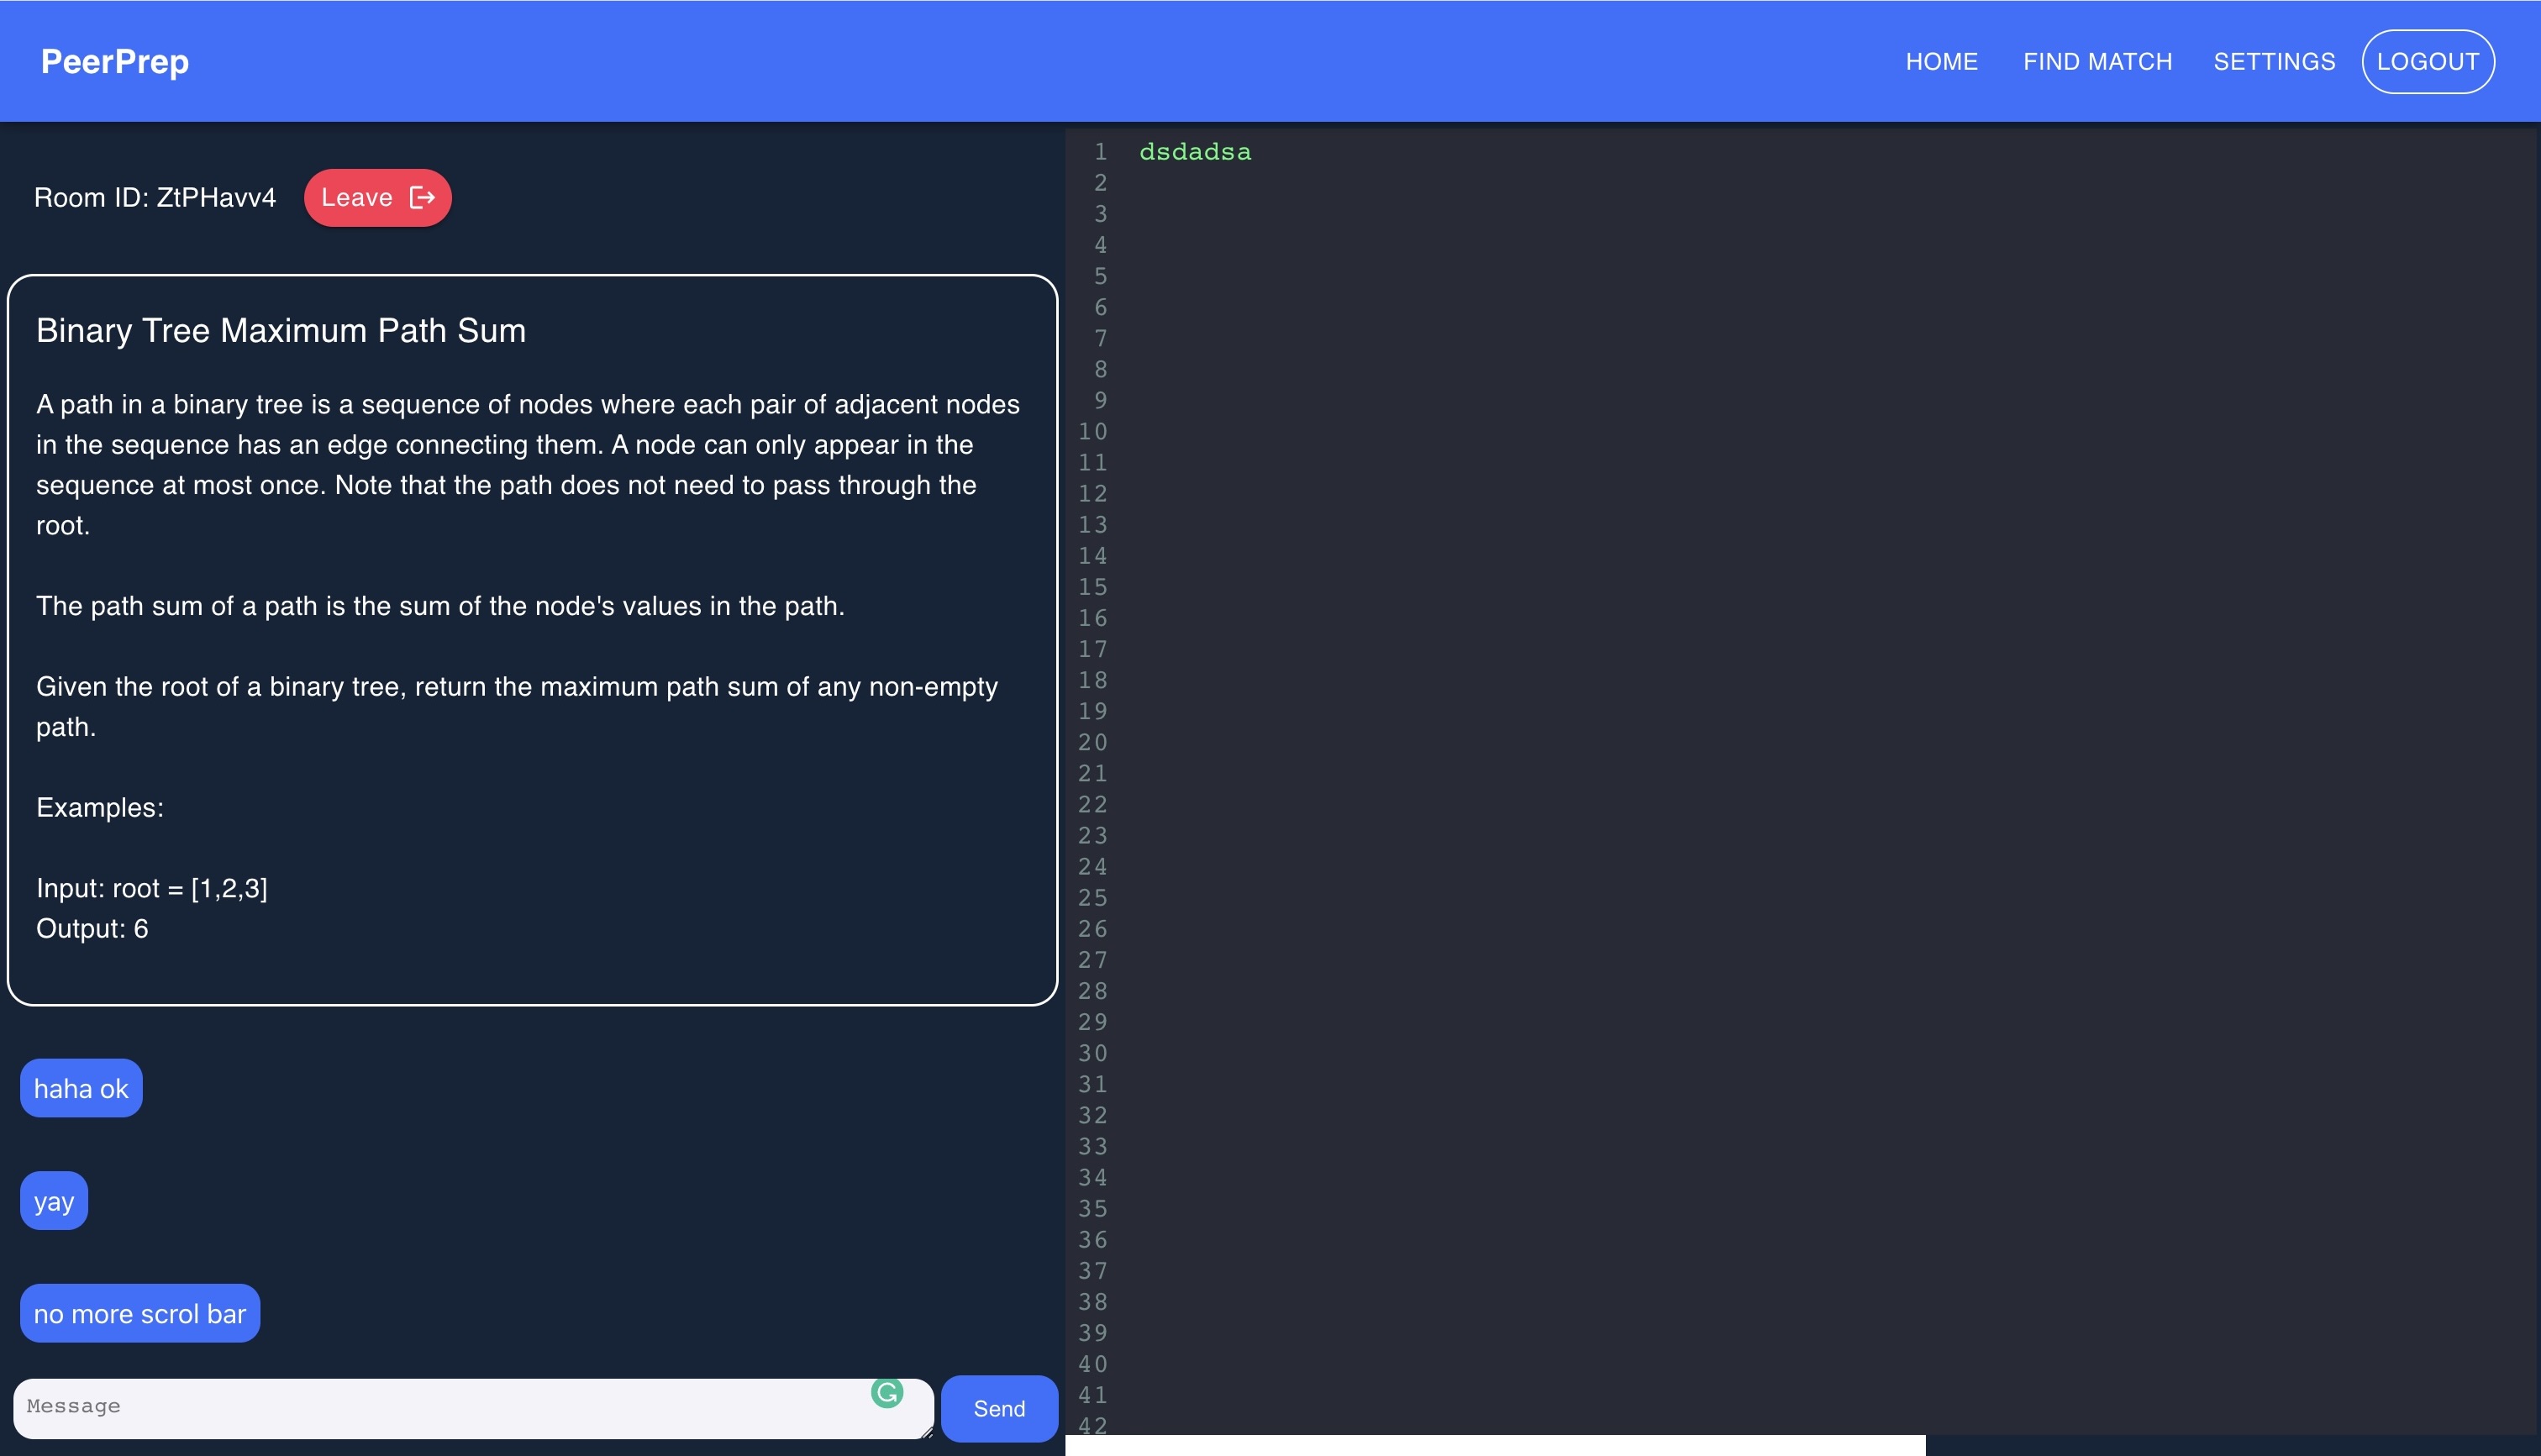 PeerPrep
HOME FIND MATCH SETTINGS LOGOUT
Room ID: ZtPHavv4 Leave
Binary Tree Maximum Path Sum
A path in a binary tree is a sequence of nodes where each pair of adjacent nodes
in the sequence has an edge connecting them. A node can only appear in the
sequence at most once. Note that the path does not need to pass through the
root.
The path sum of a path is the sum of the node's values in the path.
Given the root of a binary tree, return the maximum path sum of any non-empty
path.
Examples:
Input: root = [1,2,3]
Output: 6
haha ok
yay
no more scrol bar
Message
Send
1 dsdadsa
2
3
4
5
6
7
8
9
10
11
12
13
14
15
16
17
18
19
20
21
22
23
24
25
26
27
28
29
30
31
32
33
34
35
36
37
38
39
40
41
42